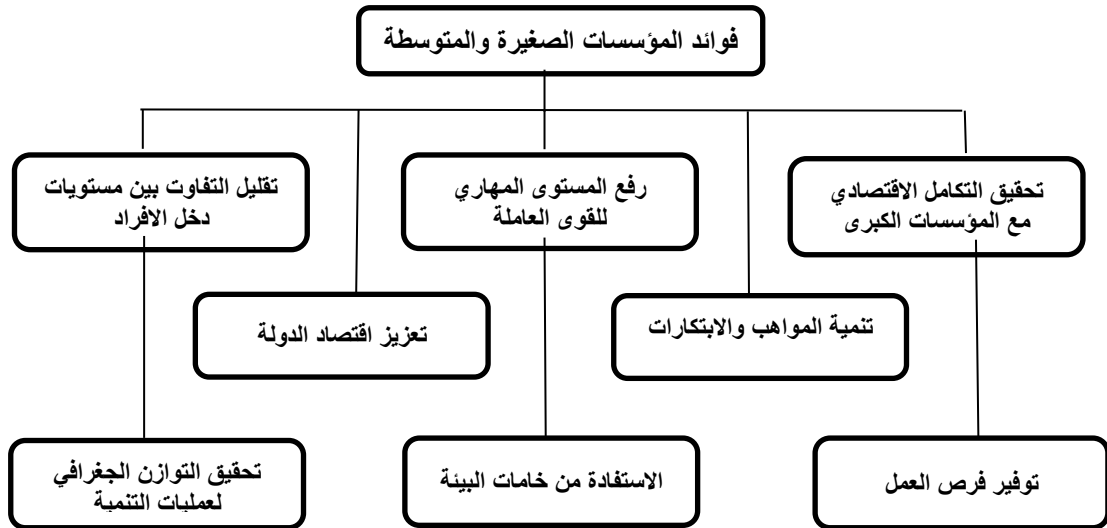 فوائد المؤسسات الصغيرة والمتوسطة
تحقيق التكامل الاقتصادي
مع المؤسسات الكبرى
رفع المستوى المهاري
للقوى العاملة
تقليل التفاوت بين مستويات
دخل الافراد
تنمية المواهب والابتكارات
تعزيز اقتصاد الدولة
توفير فرص العمل
الاستفادة من خامات البيئة
تحقيق التوازن الجغرافي
لعمليات التنمية